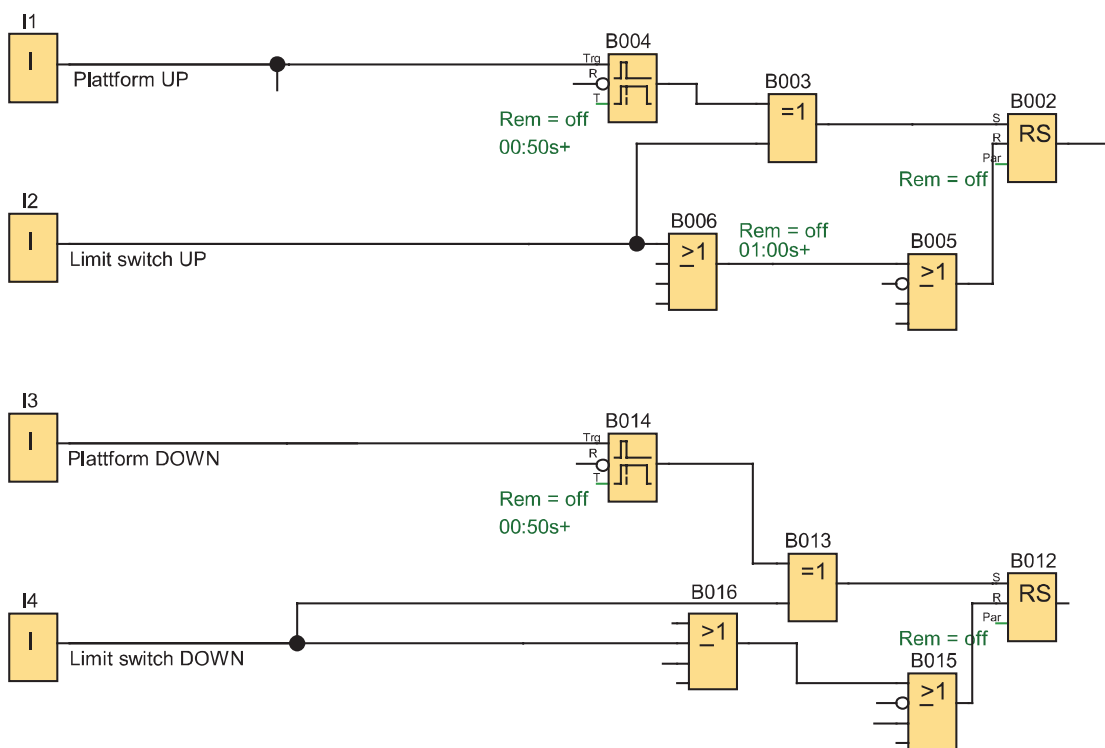 I1
I
Plattform UP
B004
Trg
R
T
Rem = off
00:50s+
B003
=1
B002
S
R
Par
RS
Rem = off
I2
I
Limit switch UP
B006
≥1
Rem = off
01:00s+
B005
≥1
I3
I
Plattform DOWN
B014
Trg
R
T
Rem = off
00:50s+
B013
=1
B012
S
R
Par
RS
Rem = off
I4
I
Limit switch DOWN
B016
≥1
B015
≥1